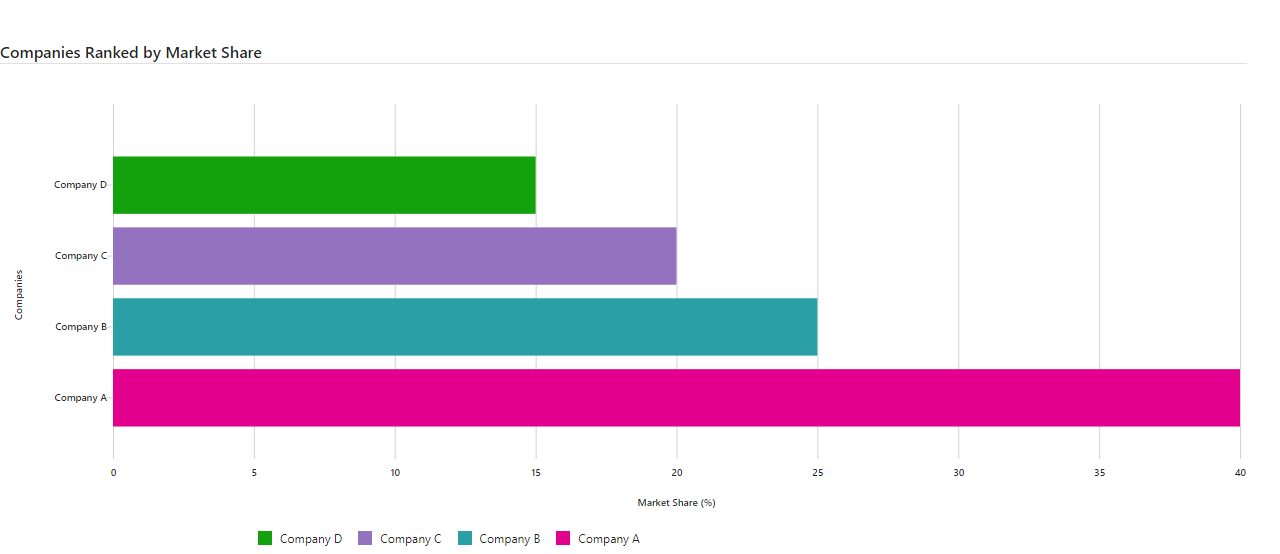 Companies Ranked by Market Share
Company D
Company C
Company B
Company A
Companies
0 5 10 15 20 25 30 35 40
Market Share (%)
Company D Company C Company B Company A